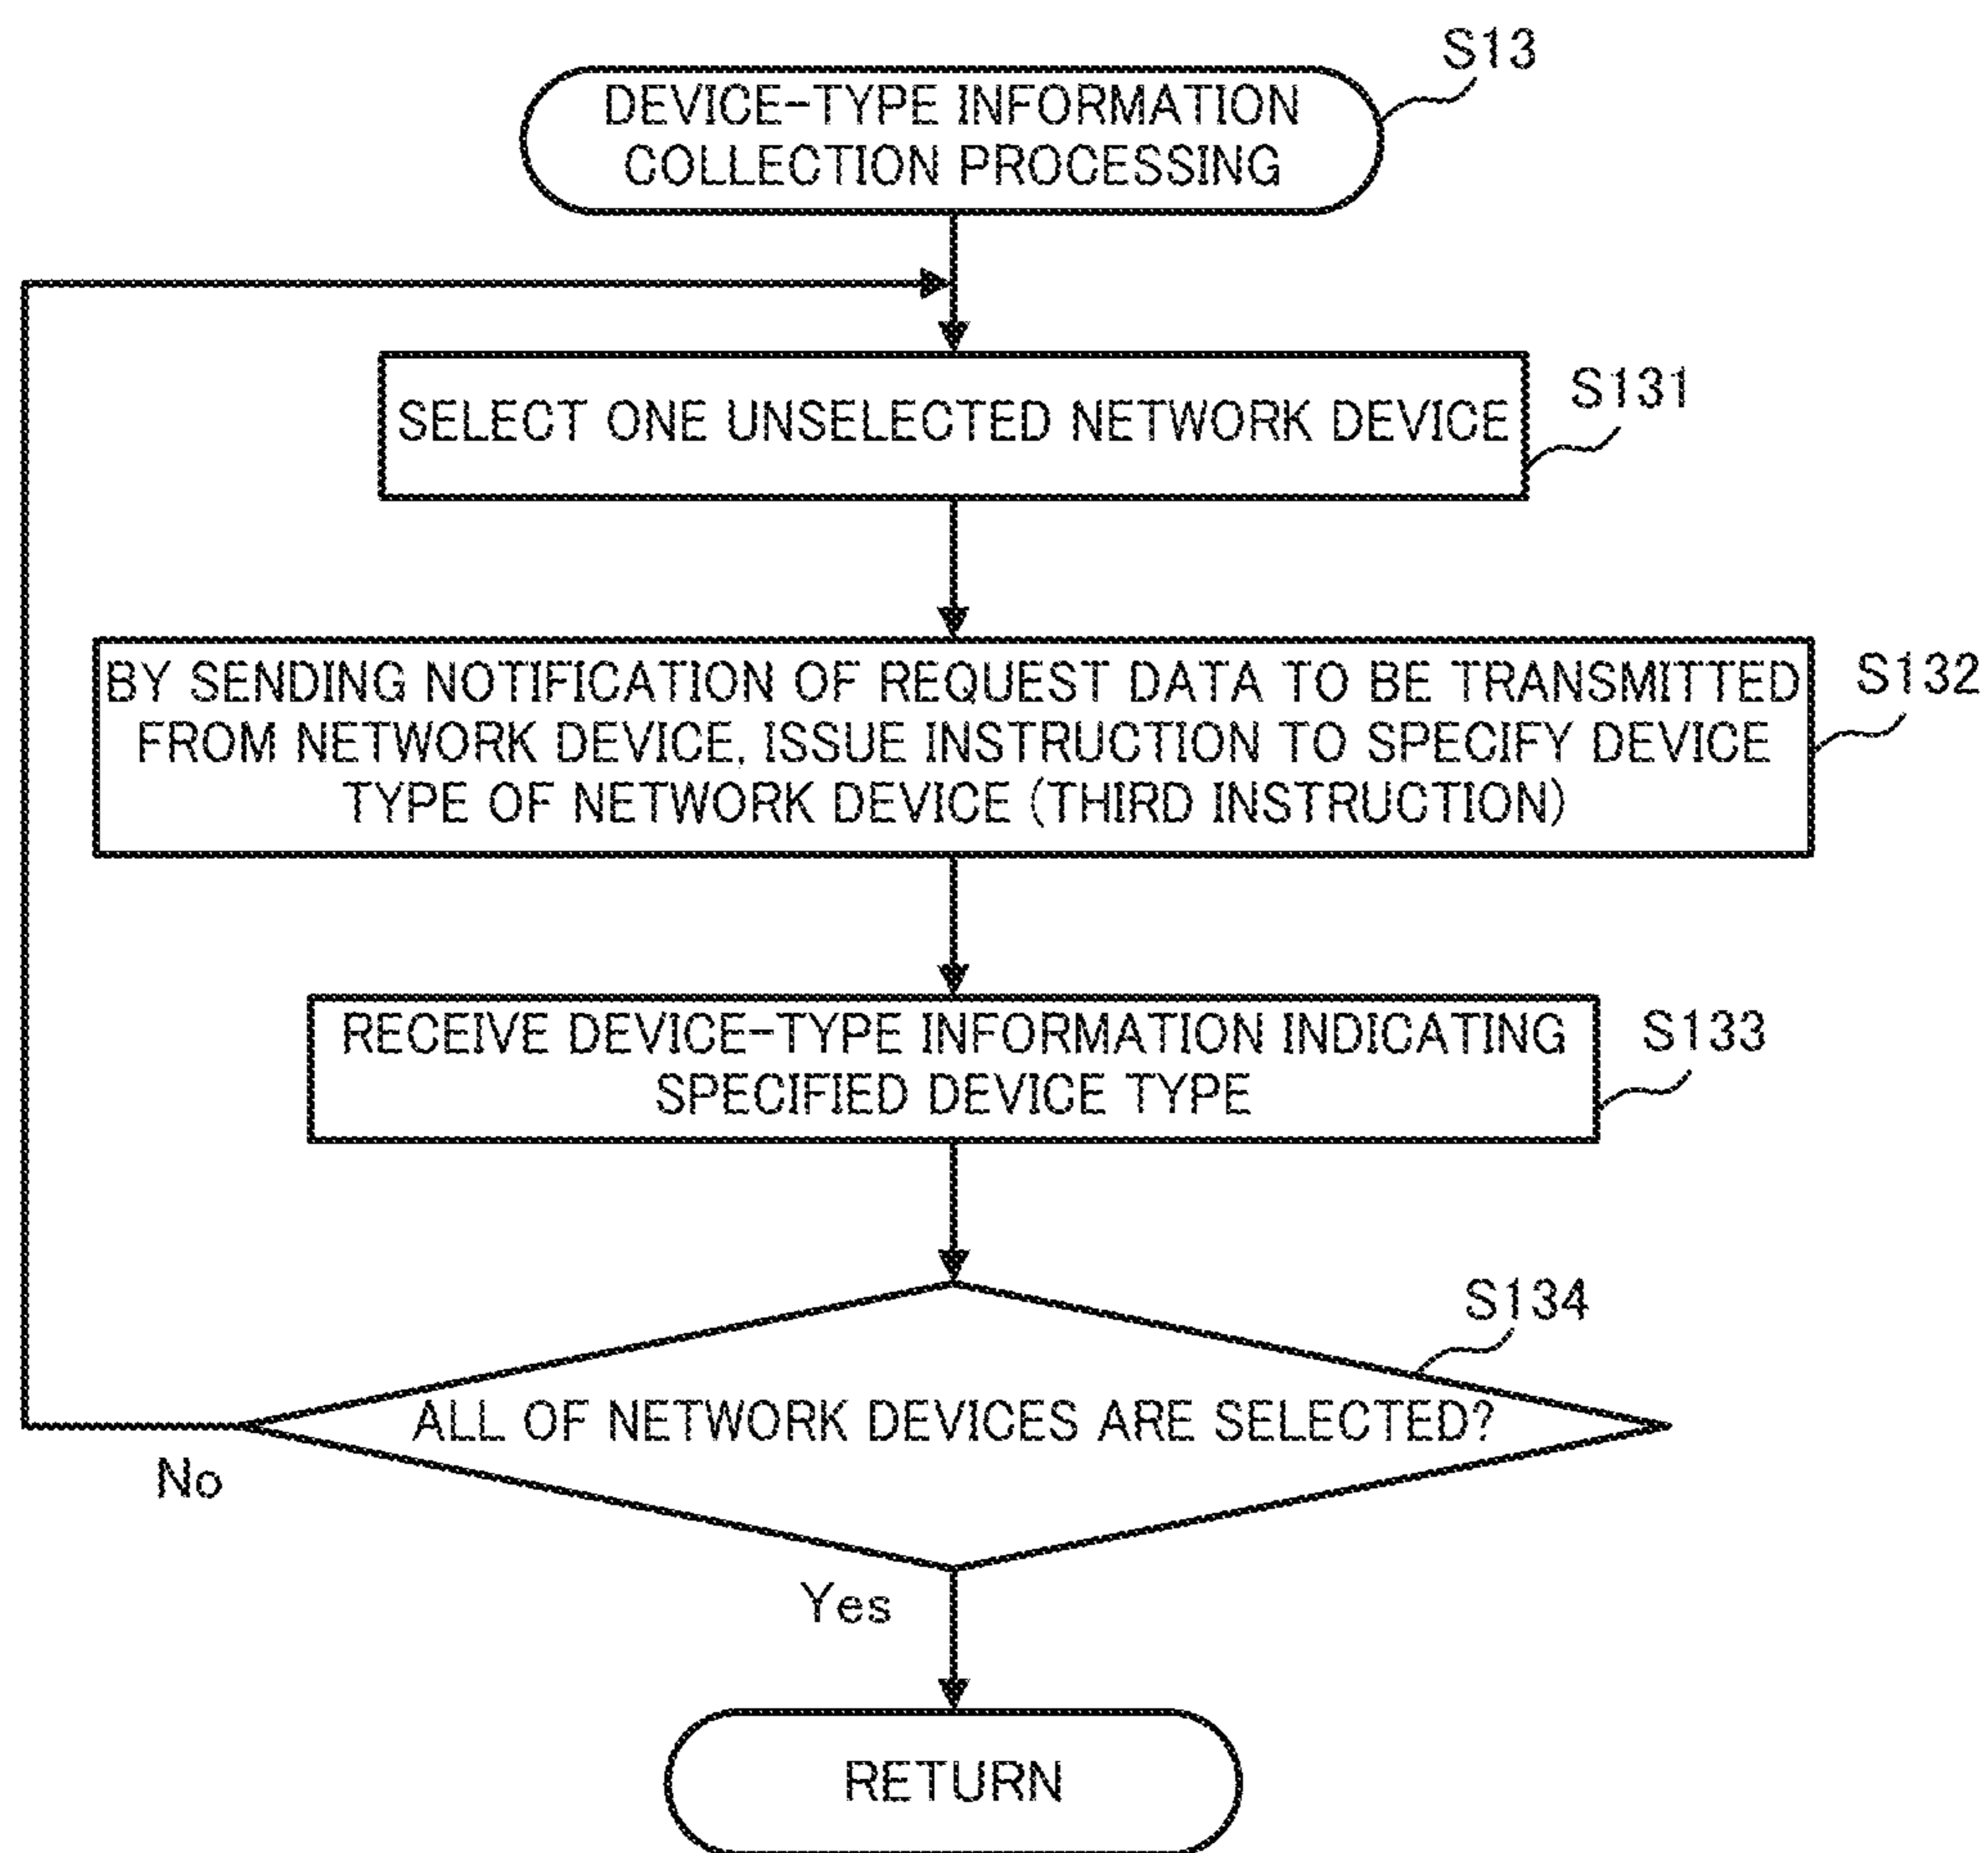 S13
DEVICE-TYPE INFORMATION
COLLECTION PROCESSING
SELECT ONE UNSELECTED NETWORK DEVICE
S131
BY SENDING NOTIFICATION OF REQUEST DATA TO BE TRANSMITTED
FROM NETWORK DEVICE, ISSUE INSTRUCTION TO SPECIFY DEVICE
TYPE OF NETWORK DEVICE (THIRD INSTRUCTION)
S132
RECEIVE DEVICE-TYPE INFORMATION INDICATING
SPECIFIED DEVICE TYPE
S133
S134
ALL OF NETWORK DEVICES ARE SELECTED?
No
Yes
RETURN